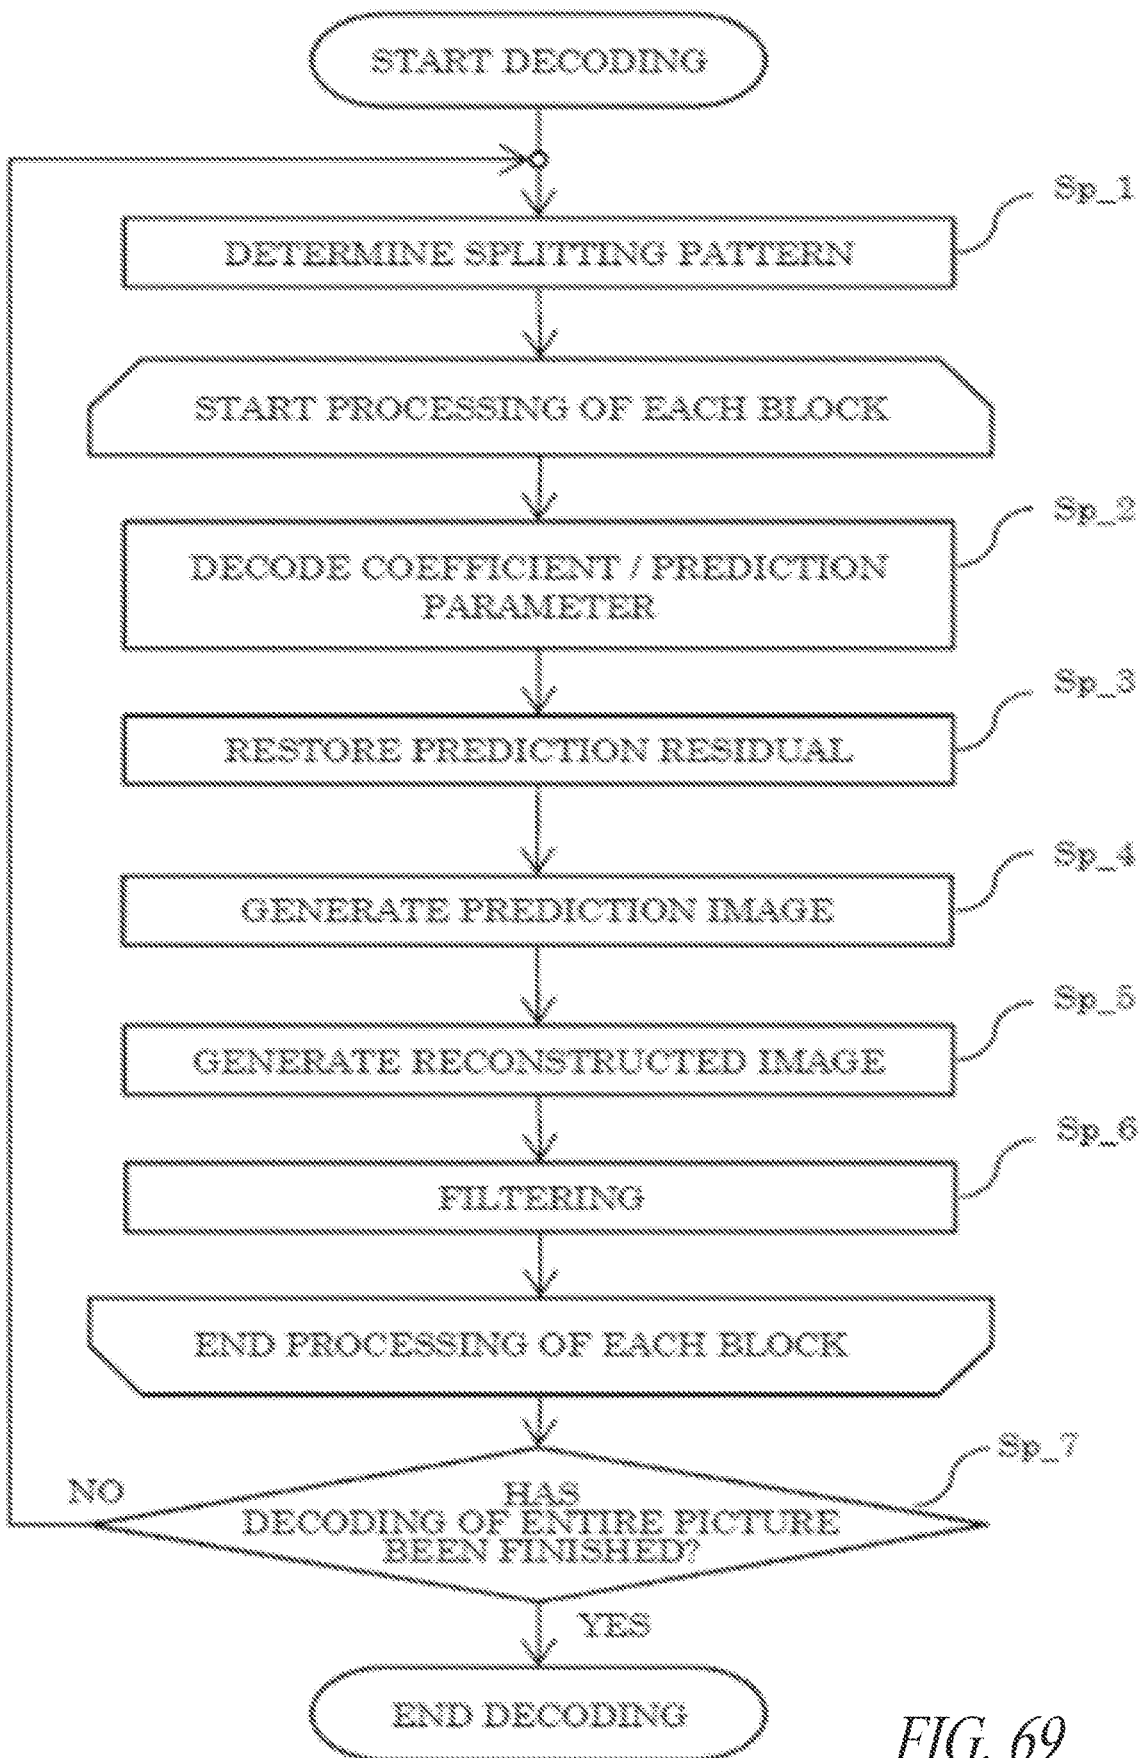 START DECODING
Sp_1
DETERMINE SPLITTING PATTERN
START PROCESSING OF EACH BLOCK
Sp_2
DECODE COEFFICIENT / PREDICTION
PARAMETER
Sp_3
RESTORE PREDICTION RESIDUAL
Sp_4
GENERATE PREDICTION IMAGE
Sp_5
GENERATE RECONSTRUCTED IMAGE
Sp_6
FILTERING
END PROCESSING OF EACH BLOCK
Sp_7
NO
HAS
DECODING OF ENTIRE PICTURE
BEEN FINISHED?
YES
END DECODING
FIG. 69